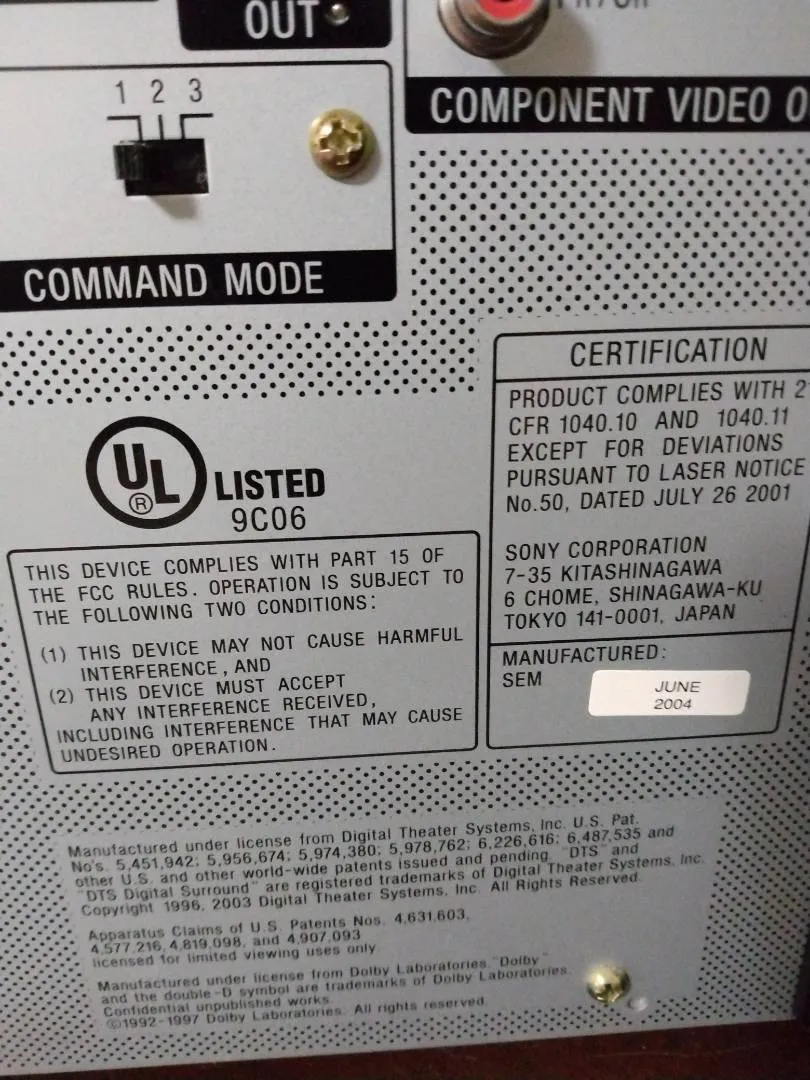 OUT
1 2 3
COMMAND MODE
COMPONENT VIDEO O
UL
®
LISTED
9C06
THIS DEVICE COMPLIES WITH PART 15 OF
THE FCC RULES. OPERATION IS SUBJECT TO
THE FOLLOWING TWO CONDITIONS:
(1) THIS DEVICE MAY NOT CAUSE HARMFUL
INTERFERENCE, AND
(2) THIS DEVICE MUST ACCEPT
ANY INTERFERENCE RECEIVED,
INCLUDING INTERFERENCE THAT MAY CAUSE
UNDESIRED OPERATION.
CERTIFICATION
PRODUCT COMPLIES WITH 2
CFR 1040.10 AND 1040.11
EXCEPT FOR DEVIATIONS
PURSUANT TO LASER NOTICE
No.50, DATED JULY 26 2001
SONY CORPORATION
7-35 KITASHINAGAWA
6 CHOME, SHINAGAWA-KU
TOKYO 141-0001, JAPAN
MANUFACTURED:
SEM
JUNE
2004
Manufactured under license from Digital Theater Systems, Inc. U.S. Pat.
No's. 5,451,942; 5,956,674; 5,974,380; 5,978,762; 6,226,616; 6,487,535 and
other U.S. and other world-wide patents issued and pending. "DTS" and
"DTS Digital Surround" are registered trademarks of Digital Theater Systems, Inc.
Copyright 1996, 2003 Digital Theater Systems, Inc. All Rights Reserved.
Apparatus Claims of U.S. Patents Nos. 4,631,603,
4,577,216, 4,819,098, and 4,907,093
licensed for limited viewing uses only
Manufactured under license from Dolby Laboratories. "Dolby"
and the double-D symbol are trademarks of Dolby Laboratories.
Confidential unpublished works.
©1992-1997 Dolby Laboratories. All rights reserved.